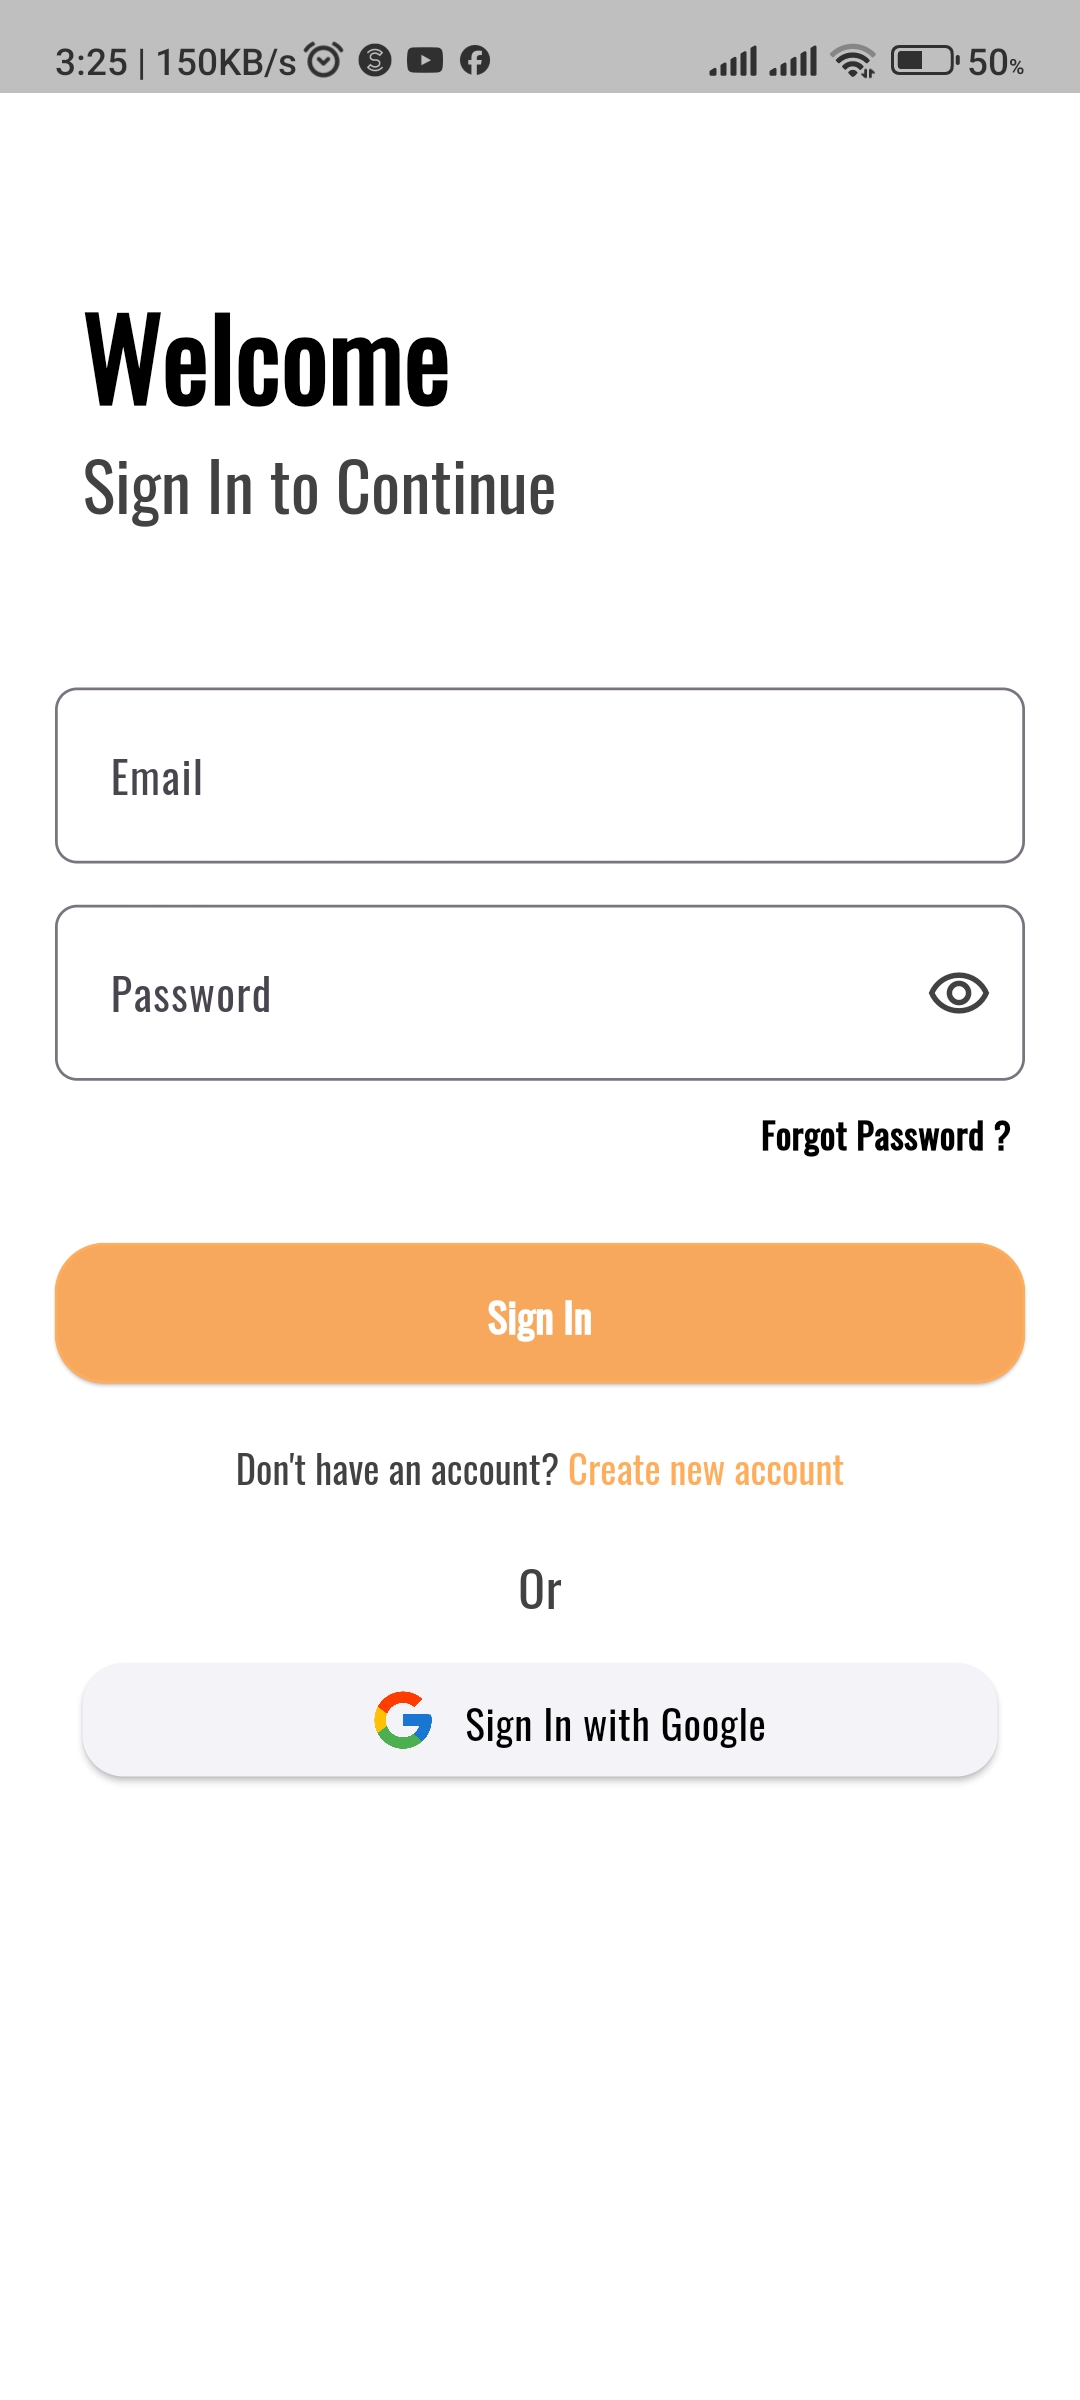 3:25 | 150KB/s 50%
Welcome
Sign In to Continue
Email
Password
Forgot Password ?
Sign In
Don't have an account? Create new account
Or
Sign In with Google